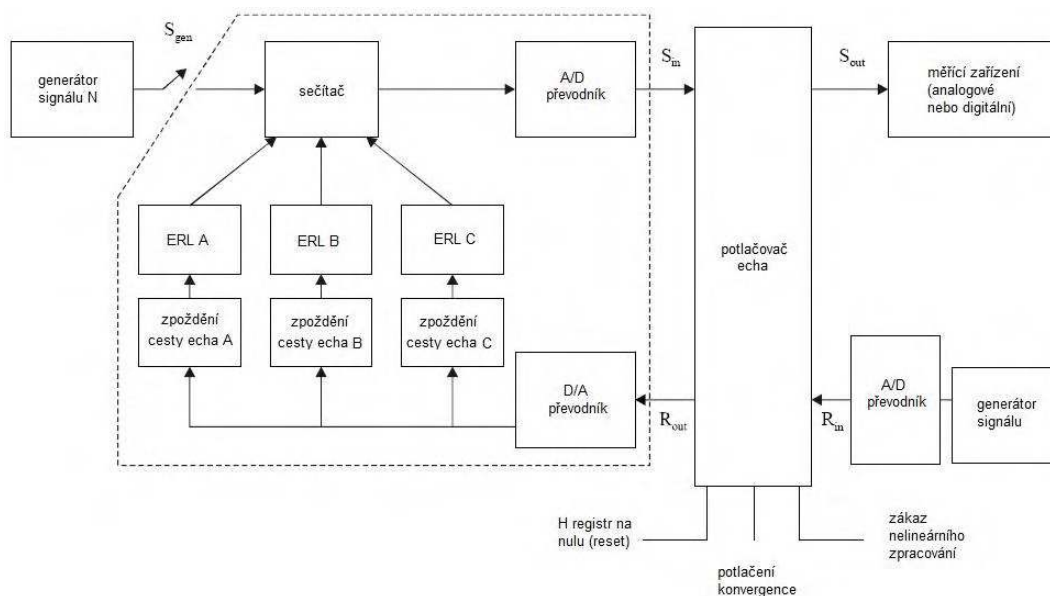 S_gen
generátor
signálu N
sečítač
A/D
převodník
S_in
S_out
měřící zařízení
(analogové
nebo digitální)
ERL A
ERL B
ERL C
potlačovač
echa
zpoždění
cesty echa A
zpoždění
cesty echa B
zpoždění
cesty echa C
D/A
převodník
R_out
R_in
A/D
převodník
generátor
signálu
H registr na
nulu (reset)
potlačení
konvergence
zákaz
nelineárního
zpracování